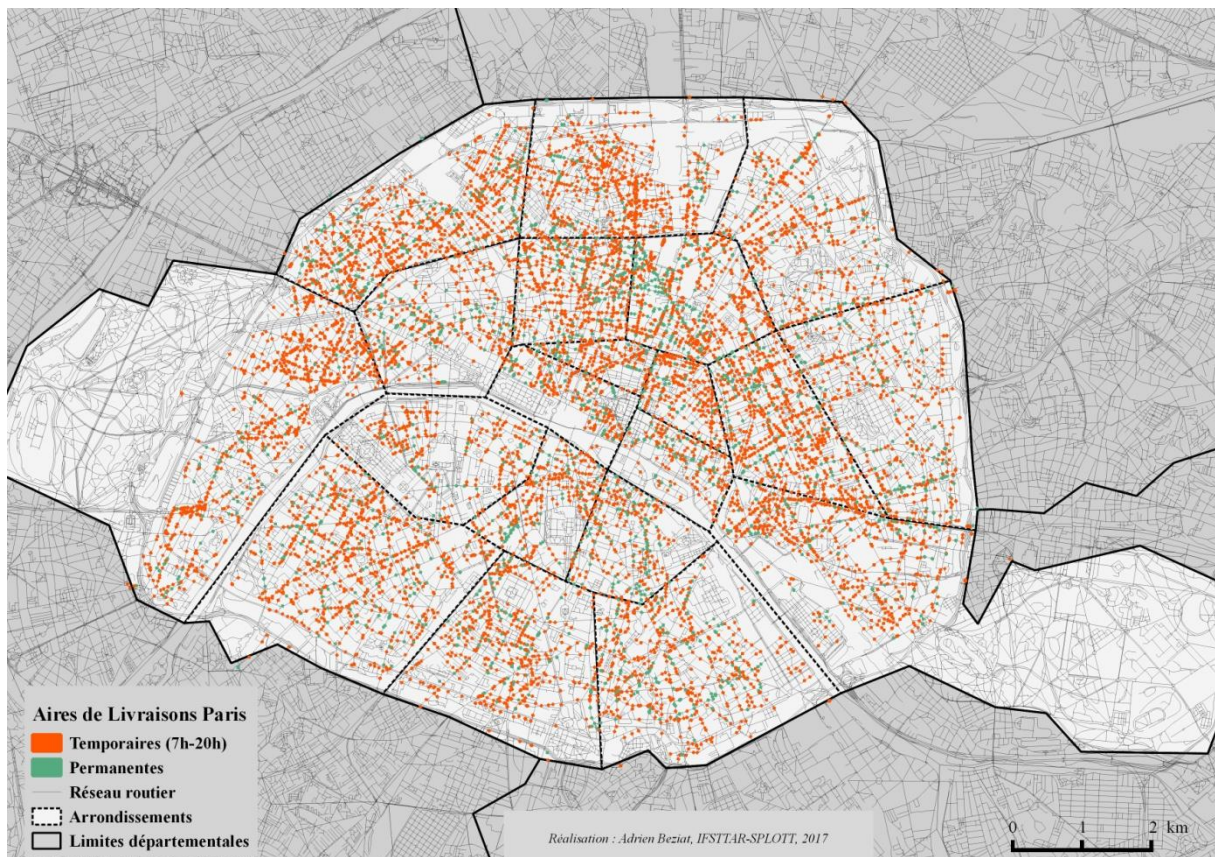 Aires de Livraisons Paris
Temporaires (7h-20h)
Permanentes
Réseau routier
Arrondissements
Limites départementales
Réalisation : Adrien Beziat, IFSTTAR-SPLOTT, 2017
0 1 2 km